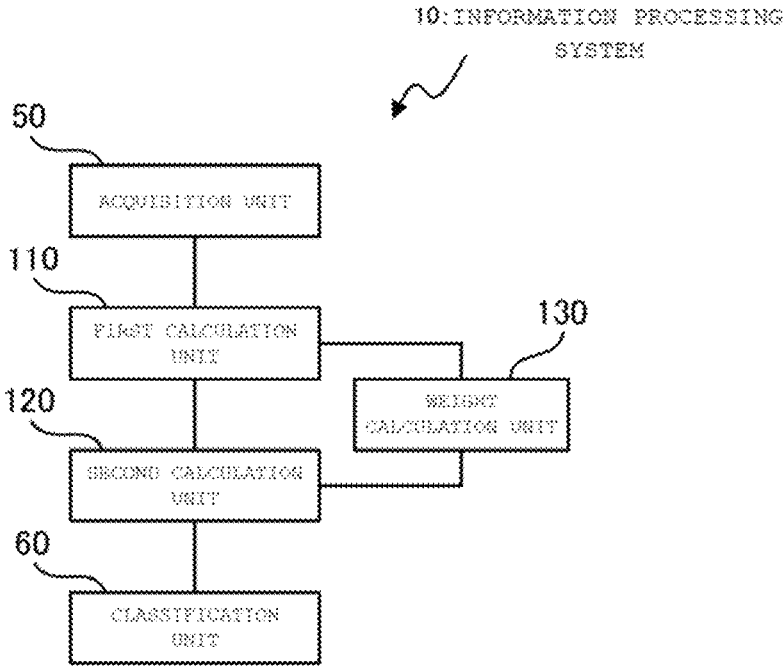 10:INFORMATION PROCESSING
SYSTEM
50
ACQUISITION UNIT
110
FIRST CALCULATION
UNIT
130
WEIGHT
CALCULATION UNIT
120
SECOND CALCULATION
UNIT
60
CLASSIFICATION
UNIT